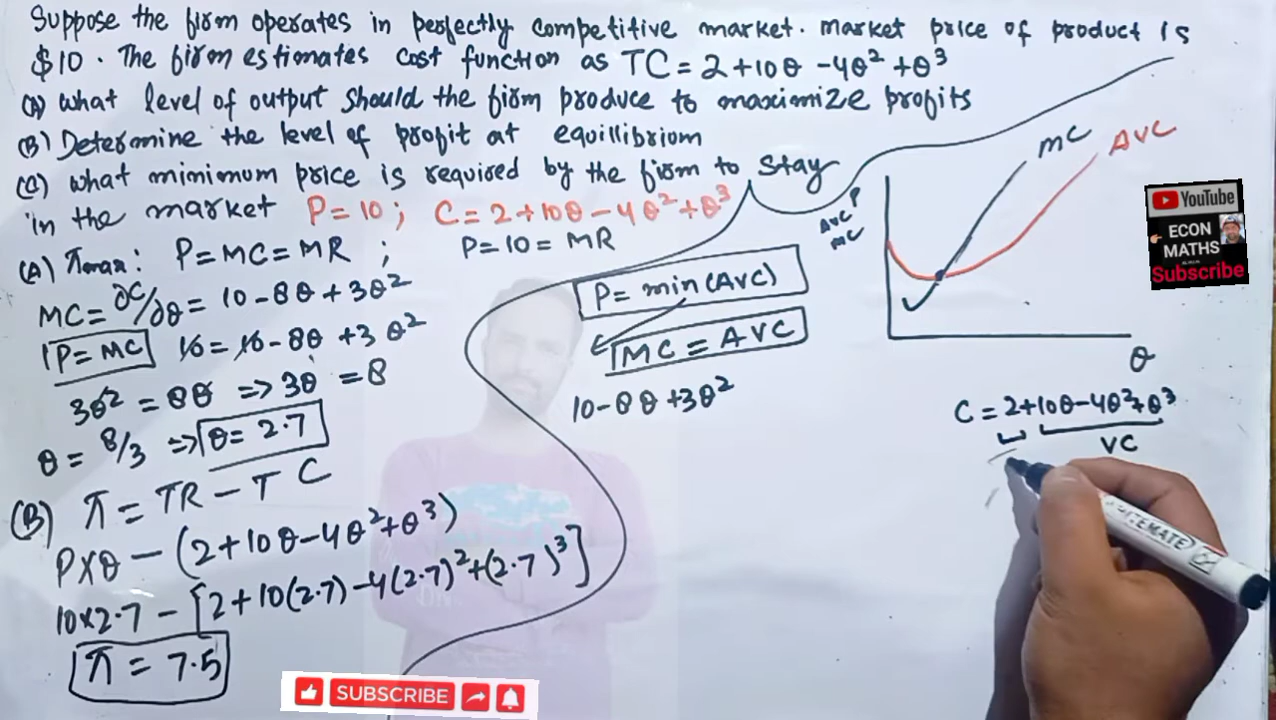 Suppose the firm operates in perfectly competitive market. market price of product is
$10. The firm estimates cost function as TC = 2 + 10θ - 4θ² + θ³
(A) what level of output should the firm produce to maximize profits
(B) Determine the level of profit at equillibriom
(C) what minimum price is required by the firm to stay
in the market P = 10; C = 2 + 10θ - 4θ² + θ³
(A) πmax: P = MC = MR; P = 10 = MR
MC = ∂C/∂θ = 10 - 8θ + 3θ²
P = MC 10 = 10 - 8θ + 3θ²
3θ² = 8θ => 3θ = 8
θ = 8/3 => θ = 2.7
(B) π = TR - TC
P×θ - (2 + 10θ - 4θ² + θ³)
10×2.7 - [2 + 10(2.7) - 4(2.7)² + (2.7)³]
π = 7.5
P = min(AVC)
MC = AVC
10 - 8θ + 3θ²
P
AVC
MC
MC
AVC
θ
C = 2 + 10θ - 4θ² + θ³
VC
YouTube
ECON
MATHS
Subscribe
SUBSCRIBE
WHITEMATE